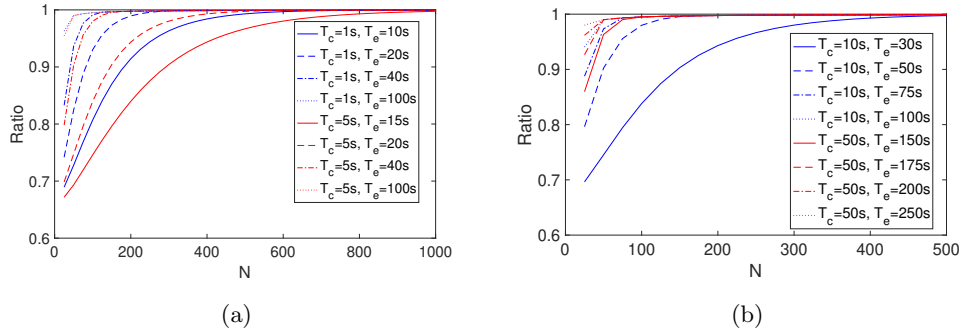 1
0.9
0.8
0.7
0.6
Ratio
0 200 400 600 800 1000
N
T_c=1s, T_e=10s
T_c=1s, T_e=20s
T_c=1s, T_e=40s
T_c=1s, T_e=100s
T_c=5s, T_e=15s
T_c=5s, T_e=20s
T_c=5s, T_e=40s
T_c=5s, T_e=100s
(a)
1
0.9
0.8
0.7
0.6
Ratio
0 100 200 300 400 500
N
T_c=10s, T_e=30s
T_c=10s, T_e=50s
T_c=10s, T_e=75s
T_c=10s, T_e=100s
T_c=50s, T_e=150s
T_c=50s, T_e=175s
T_c=50s, T_e=200s
T_c=50s, T_e=250s
(b)